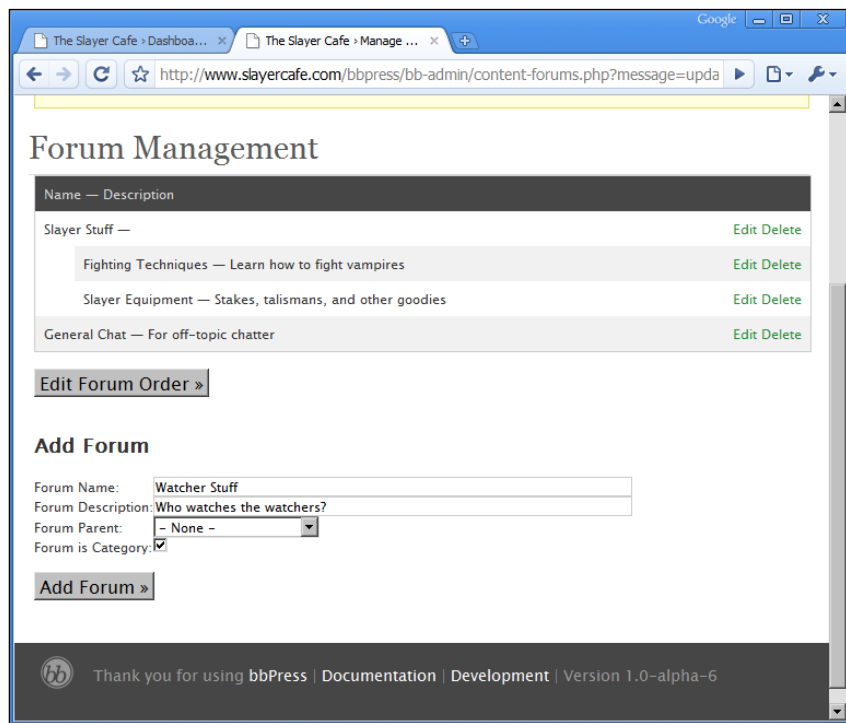 Google
The Slayer Cafe › Dashboa... The Slayer Cafe › Manage ...
http://www.slayercafe.com/bbpress/bb-admin/content-forums.php?message=upda
Forum Management
Name — Description
Slayer Stuff — Edit Delete
Fighting Techniques — Learn how to fight vampires Edit Delete
Slayer Equipment — Stakes, talismans, and other goodies Edit Delete
General Chat — For off-topic chatter Edit Delete
Edit Forum Order »
Add Forum
Forum Name: Watcher Stuff
Forum Description: Who watches the watchers?
Forum Parent: – None –
Forum is Category:
Add Forum »
bb Thank you for using bbPress | Documentation | Development | Version 1.0-alpha-6